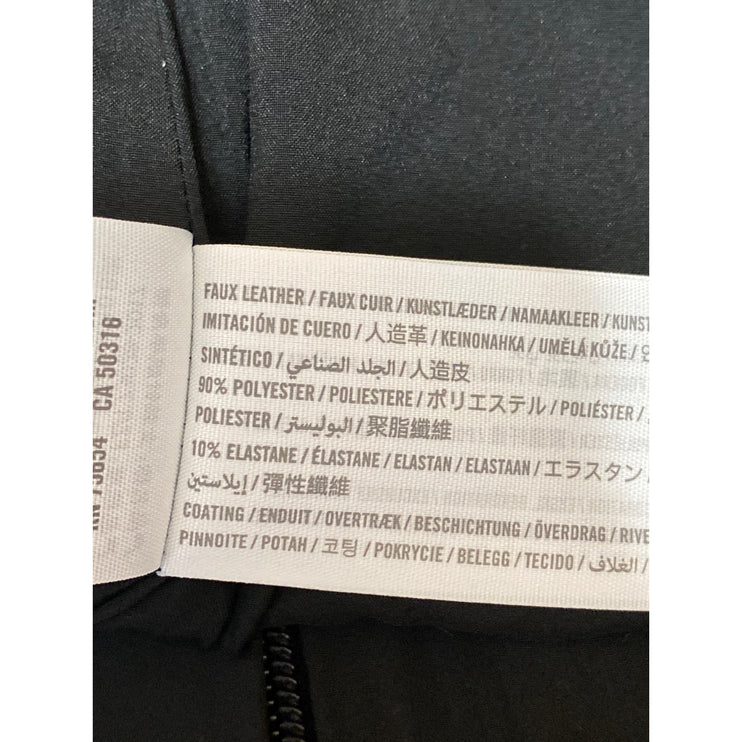 CA 50316
FAUX LEATHER / FAUX CUIR / KUNSTLÆDER / NAMAAKLEER / KUNST
IMITACIÓN DE CUERO / 人造革 / KEINONAHKA / UMĚLÁ KŮŽE /
SINTÉTICO / الجلد الصناعي / 人造皮
90% POLYESTER / POLIESTERE / ポリエステル / POLIÉSTER /
POLIESTER / البوليستر / 聚脂纖維
10% ELASTANE / ÉLASTANE / ELASTAN / ELASTAAN / エラスタン /
إيلاستين / 彈性纖維
COATING / ENDUIT / OVERTRÆK / BESCHICHTUNG / ÖVERDRAG / RIVE
PINNOITE / POTAH / 코팅 / POKRYCIE / BELEGG / TECIDO / الغلاف /